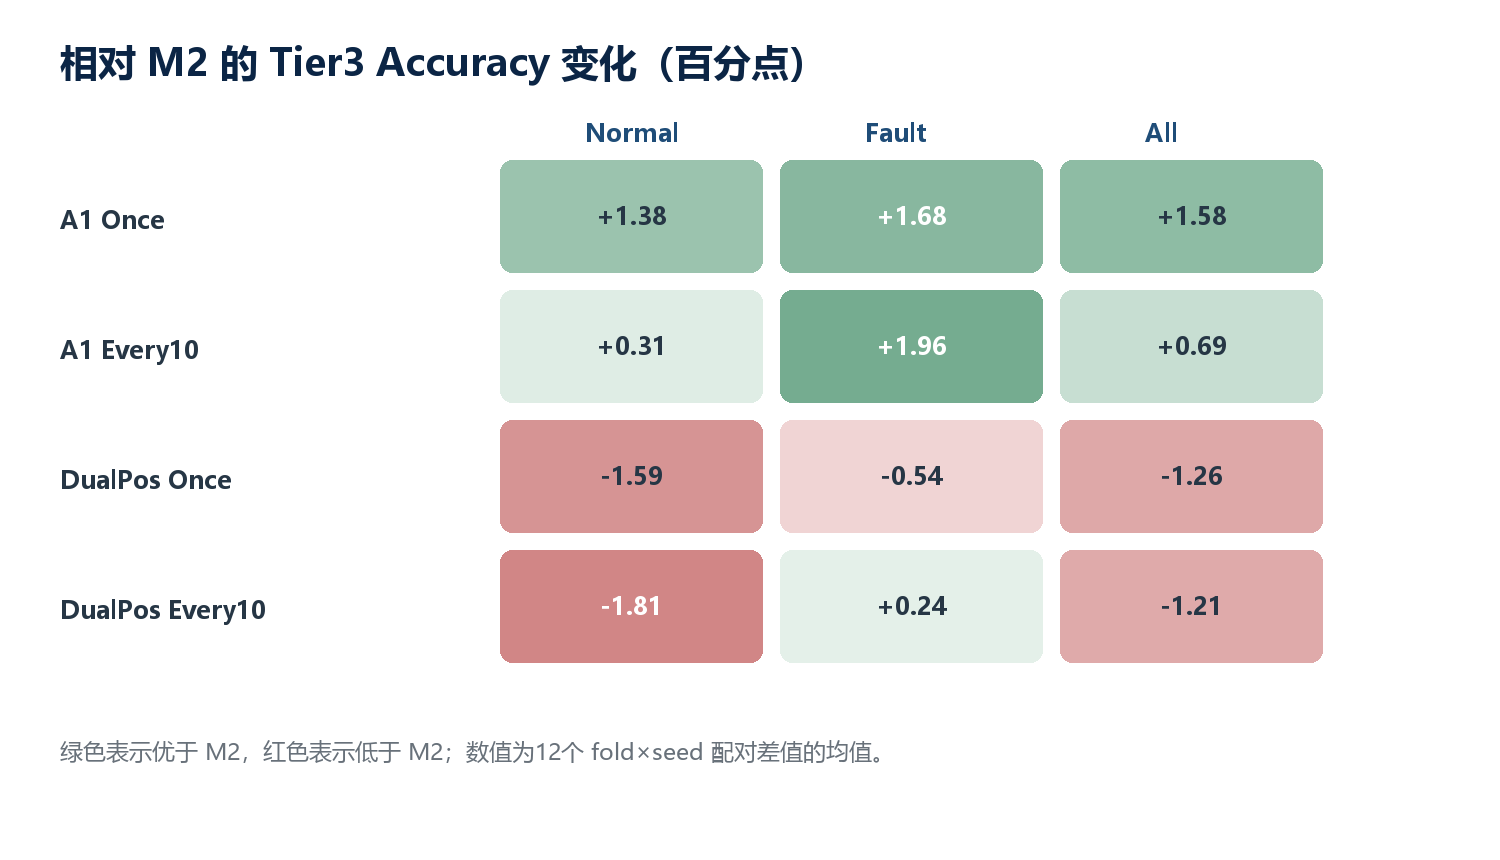 相对 M2 的 Tier3 Accuracy 变化（百分点）
Normal Fault All
A1 Once +1.38 +1.68 +1.58
A1 Every10 +0.31 +1.96 +0.69
DualPos Once -1.59 -0.54 -1.26
DualPos Every10 -1.81 +0.24 -1.21
绿色表示优于 M2，红色表示低于 M2；数值为12个 fold×seed 配对差值的均值。